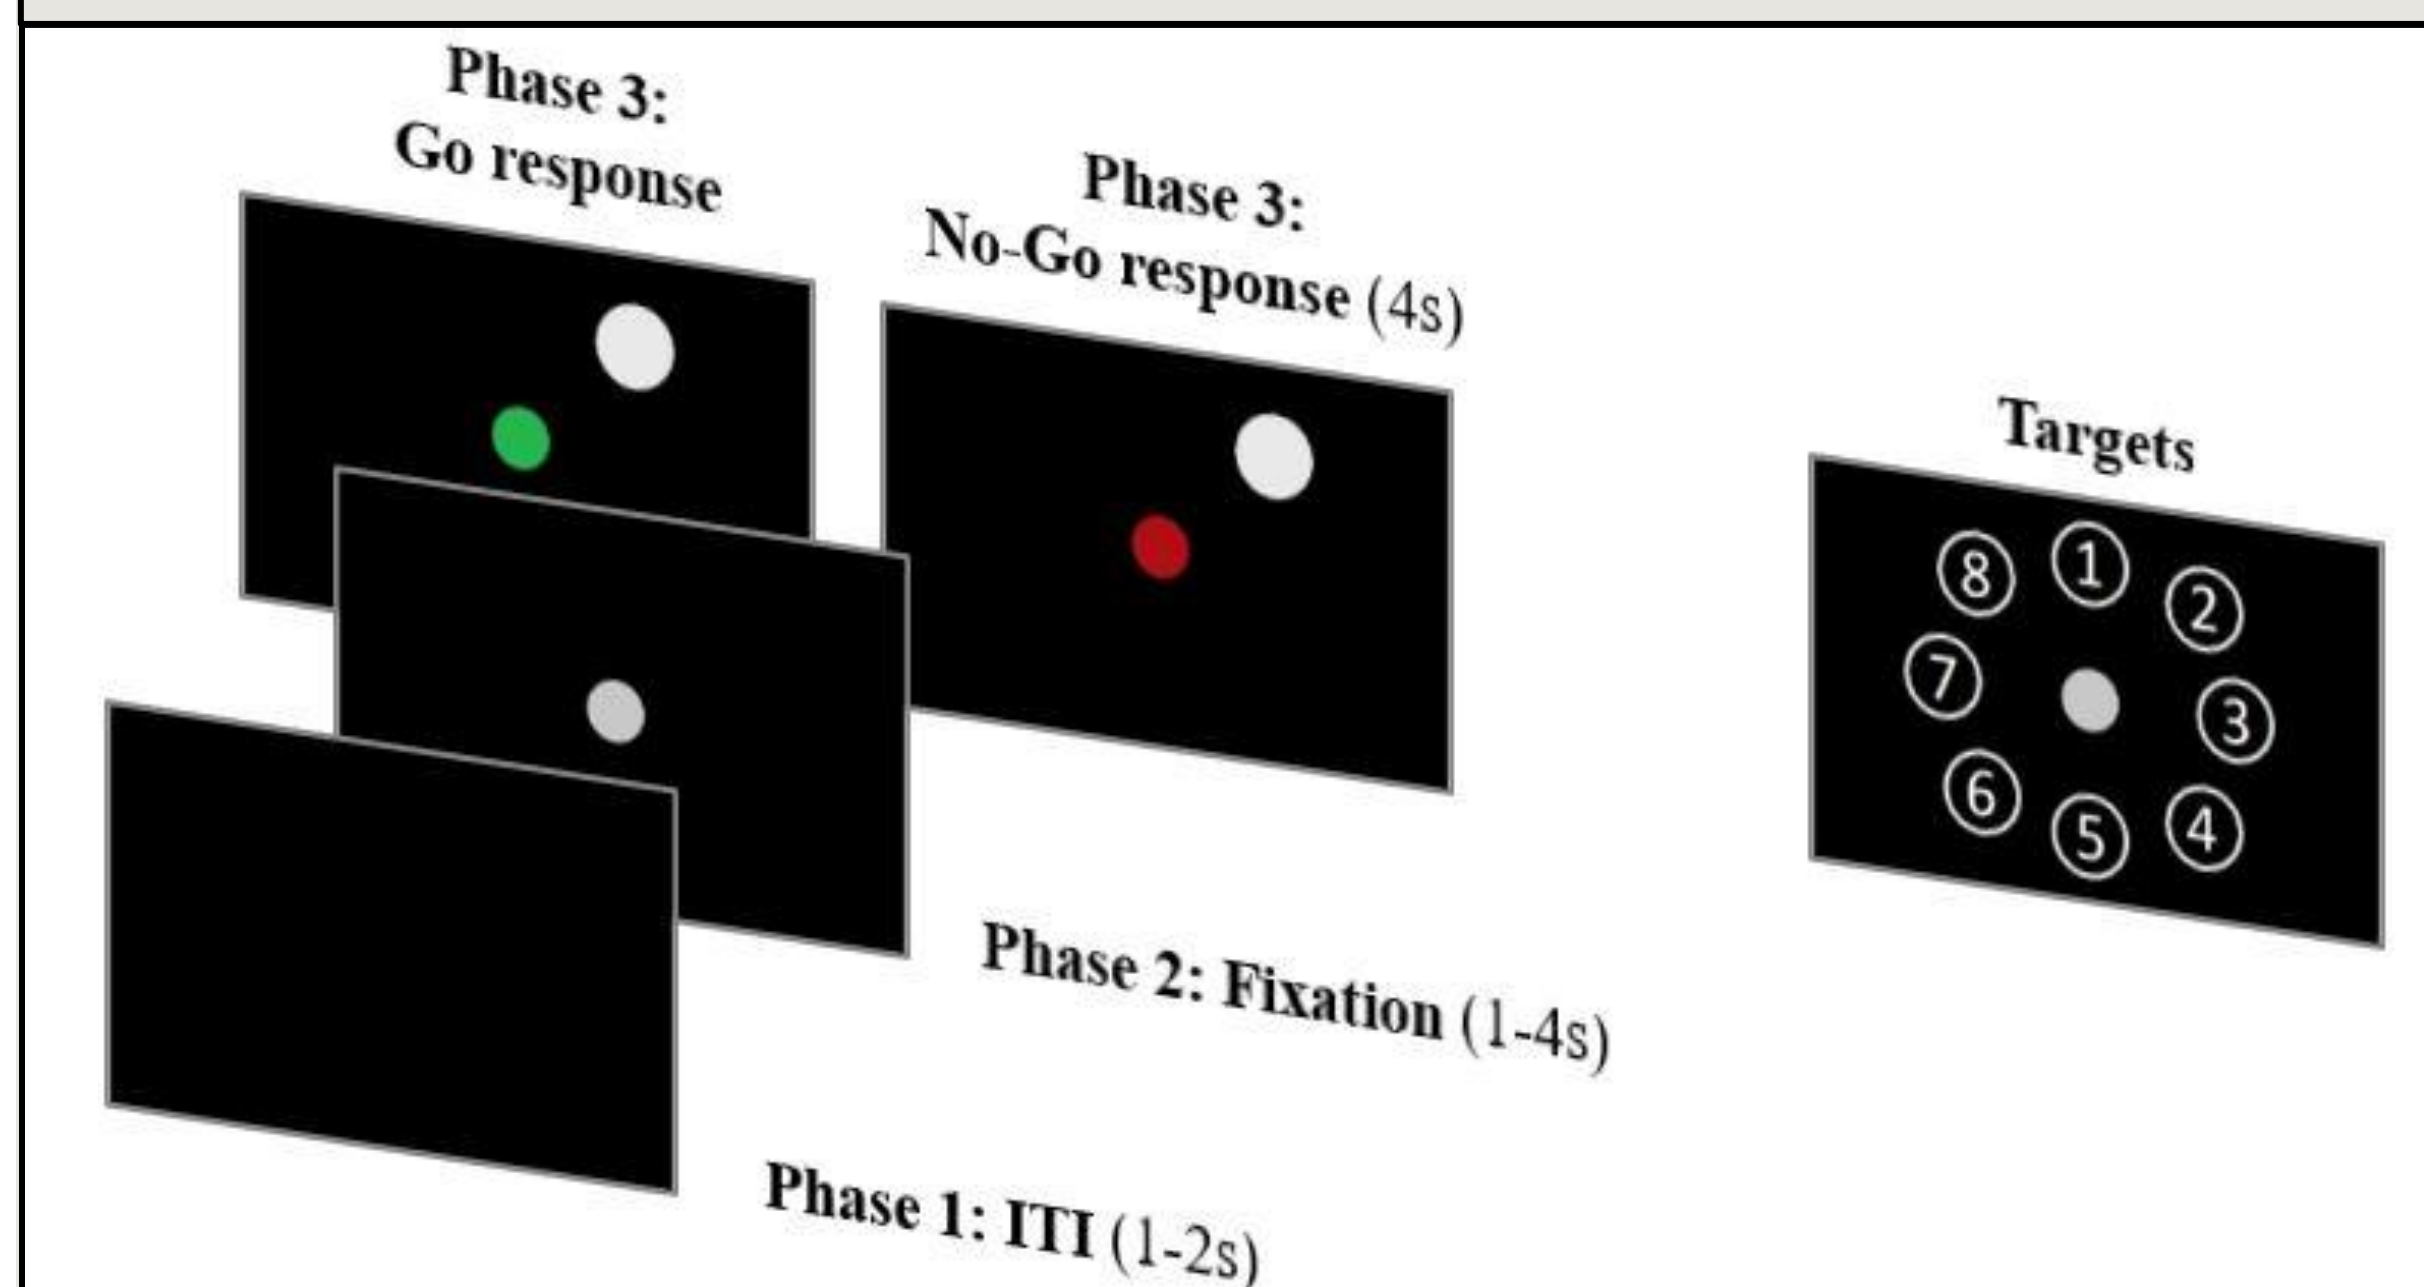 Phase 3:
Go response
Phase 3:
No-Go response (4s)
Targets
8
1
2
7
3
6
5
4
Phase 2: Fixation (1-4s)
Phase 1: ITI (1-2s)